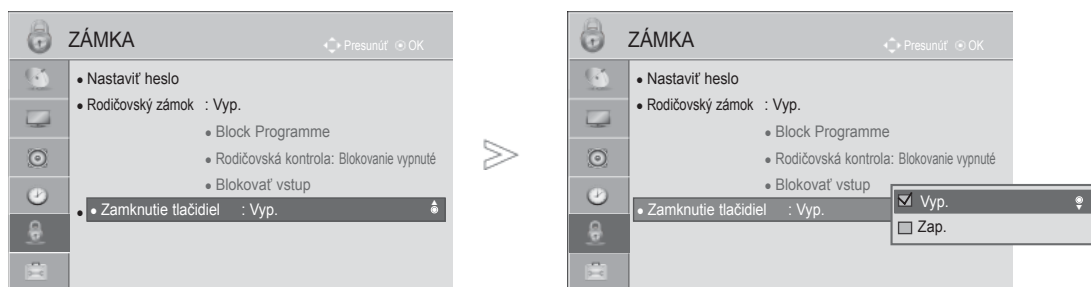 ZÁMKA
Presunúť OK
• Nastaviť heslo
• Rodičovský zámok : Vyp.
• Block Programme
• Rodičovská kontrola: Blokovanie vypnuté
• Blokovať vstup
• • Zamknutie tlačidiel : Vyp.
ZÁMKA
Presunúť OK
• Nastaviť heslo
• Rodičovský zámok : Vyp.
• Block Programme
• Rodičovská kontrola: Blokovanie vypnuté
• Blokovať vstup
• Zamknutie tlačidiel : Vyp.
Vyp.
Zap.